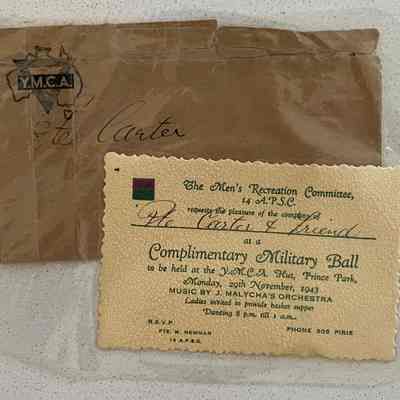 Y.M.C.A.
Pte Carter
The Men's Recreation Committee,
14 A.P.S.C.
requests the pleasure of the company of
Pte Carter & friend
at a
Complimentary Military Ball
to be held at the Y.M.C.A. Hut, Prince Park,
Monday, 29th November, 1943
MUSIC BY J. MALYCHA'S ORCHESTRA
Ladies invited to provide basket supper
Dancing 8 p.m. till 1 a.m.
R.S.V.P.
PTE. N. NEWMAN
14 A.P.S.C.
PHONE 305 PIRIE